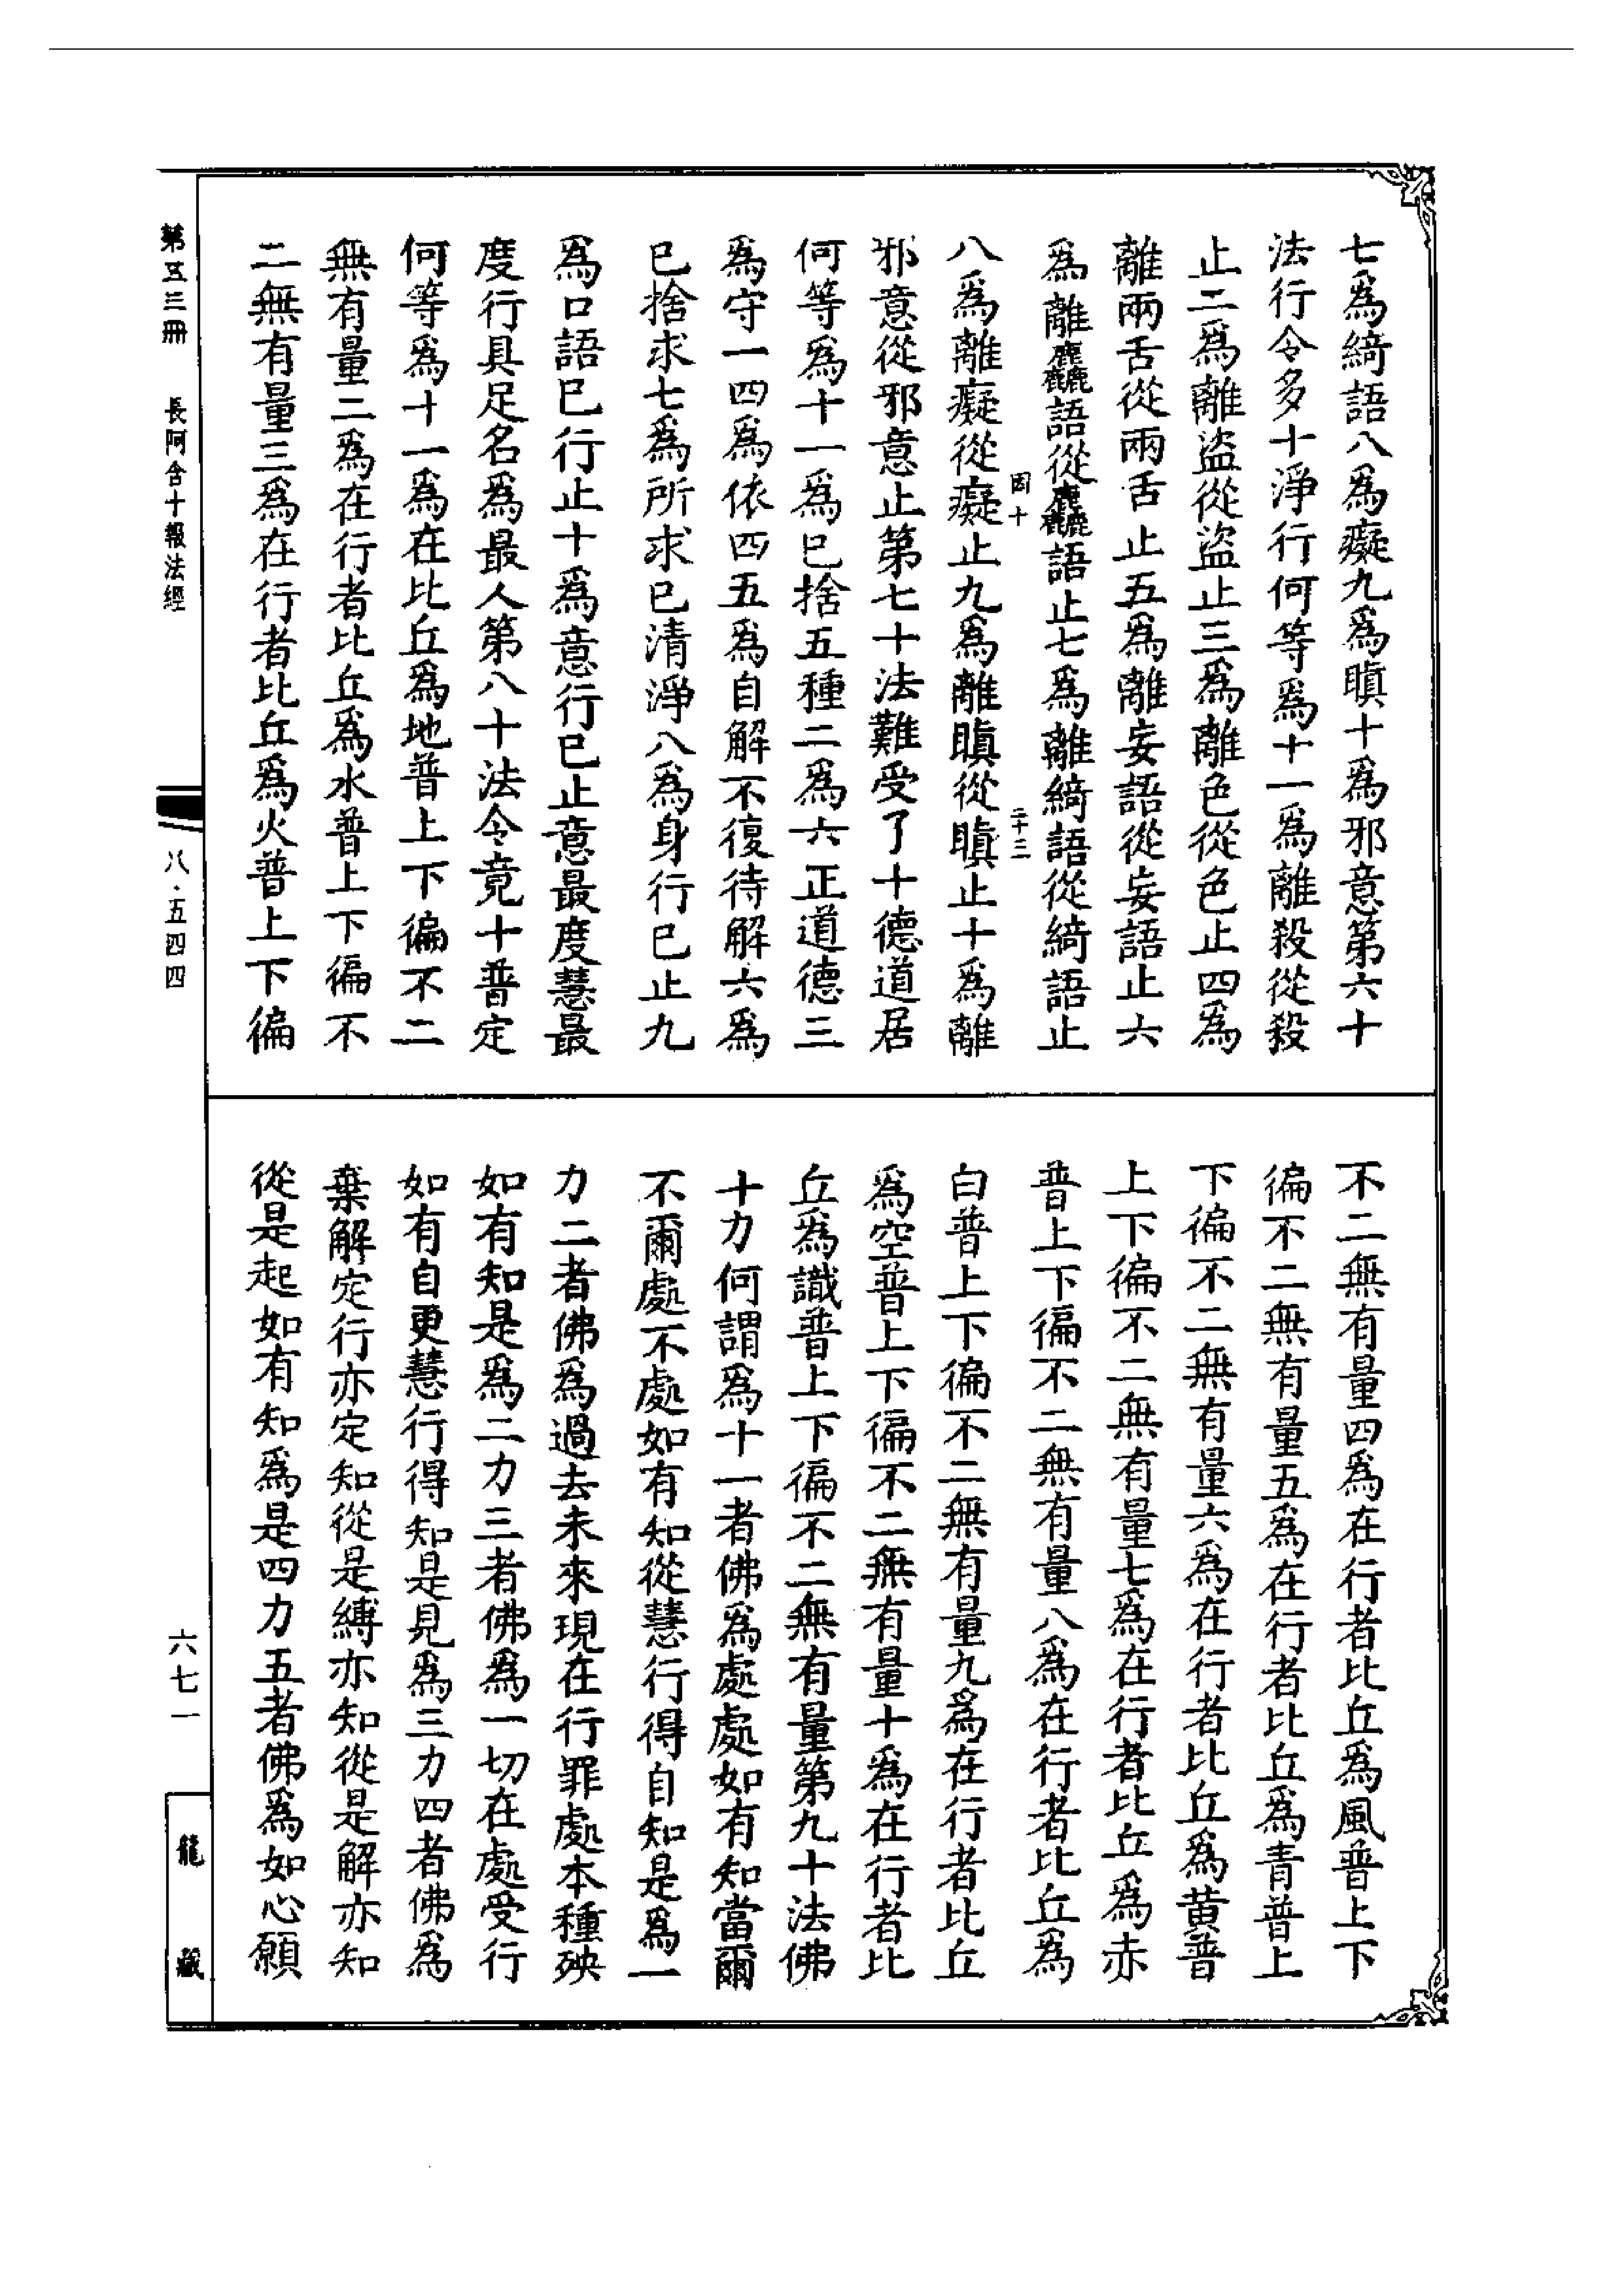 七爲綺語八爲癡九爲瞋十爲邪意第六十
法行令多十淨行何等爲十一爲離殺從殺
止二爲離盜從盜止三爲離色從色止四爲
離兩舌從兩舌止五爲離妄語從妄語止六
爲離麤語從麤語止七爲離綺語從綺語止
因十 二十三
八爲離癡從癡止九爲離瞋從瞋止十爲離
邪意從邪意止第七十法難受了十德道居
何等爲十一爲已捨五種二爲六正道德三
爲守一四爲依四五爲自解不復待解六爲
已捨求七爲所求已清淨八爲身行已止九
爲口語已行止十爲意行已止意最度慧最
度行具足名爲最人第八十法令竟十普定
何等爲十一爲在比丘爲地普上下徧不二
無有量二爲在行者比丘爲水普上下徧不
二無有量三爲在行者比丘爲火普上下徧
不二無有量四爲在行者比丘爲風普上下
徧不二無有量五爲在行者比丘爲青普上
下徧不二無有量六爲在行者比丘爲黃普
上下徧不二無有量七爲在行者比丘爲赤
普上下徧不二無有量八爲在行者比丘爲
白普上下徧不二無有量九爲在行者比丘
爲空普上下徧不二無有量十爲在行者比
丘爲識普上下徧不二無有量第九十法佛
十力何謂爲十一者佛爲處處如有知當爾
不爾處不處如有知從慧行得自知是爲一
力二者佛爲過去未來現在行罪處本種殃
如有知是爲二力三者佛爲一切在處受行
如有自更慧行得知是見爲三力四者佛爲
棄解定行亦定知從是縛亦知從是解亦知
從是起如有知爲是四力五者佛爲如心願
第五三冊 長阿含十報法經
八·五四四
六七一
龍藏